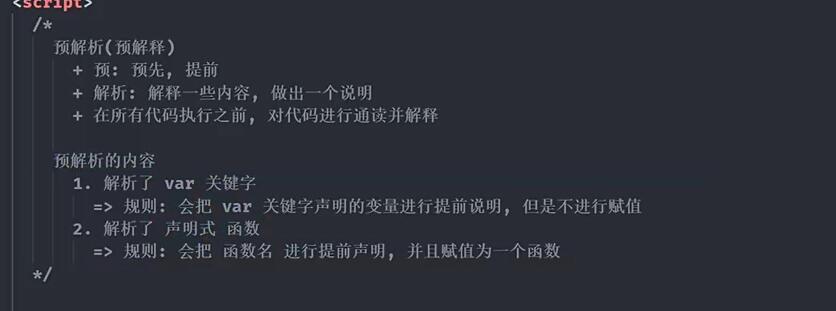 <script>
/*
预解析(预解释)
+ 预: 预先, 提前
+ 解析: 解释一些内容, 做出一个说明
+ 在所有代码执行之前, 对代码进行通读并解释
预解析的内容
1. 解析了 var 关键字
=> 规则: 会把 var 关键字声明的变量进行提前说明, 但是不进行赋值
2. 解析了 声明式 函数
=> 规则: 会把 函数名 进行提前声明, 并且赋值为一个函数
*/